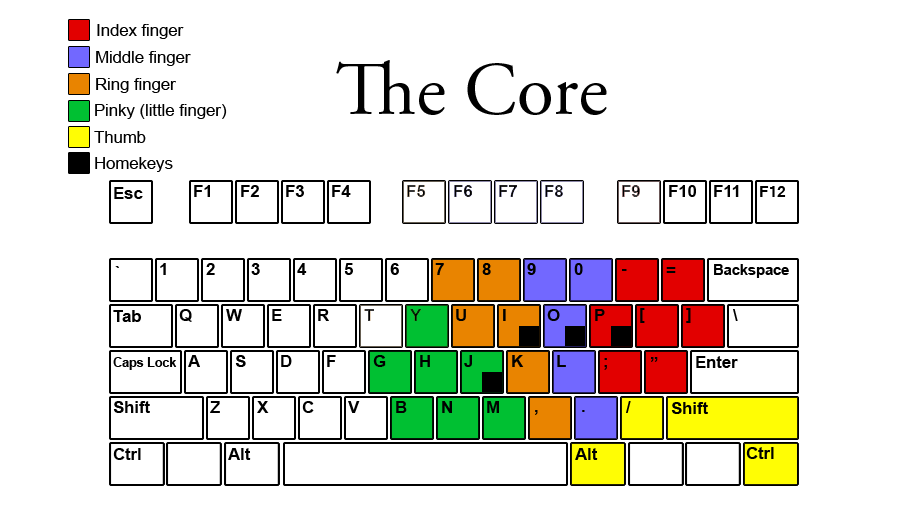 Index finger
Middle finger
Ring finger
Pinky (little finger)
Thumb
Homekeys
The Core
Esc F1 F2 F3 F4 F5 F6 F7 F8 F9 F10 F11 F12
` 1 2 3 4 5 6 7 8 9 0 - = Backspace
Tab Q W E R T Y U I O P [ ] \
Caps Lock A S D F G H J K L ; " Enter
Shift Z X C V B N M , . / Shift
Ctrl Alt Alt Ctrl